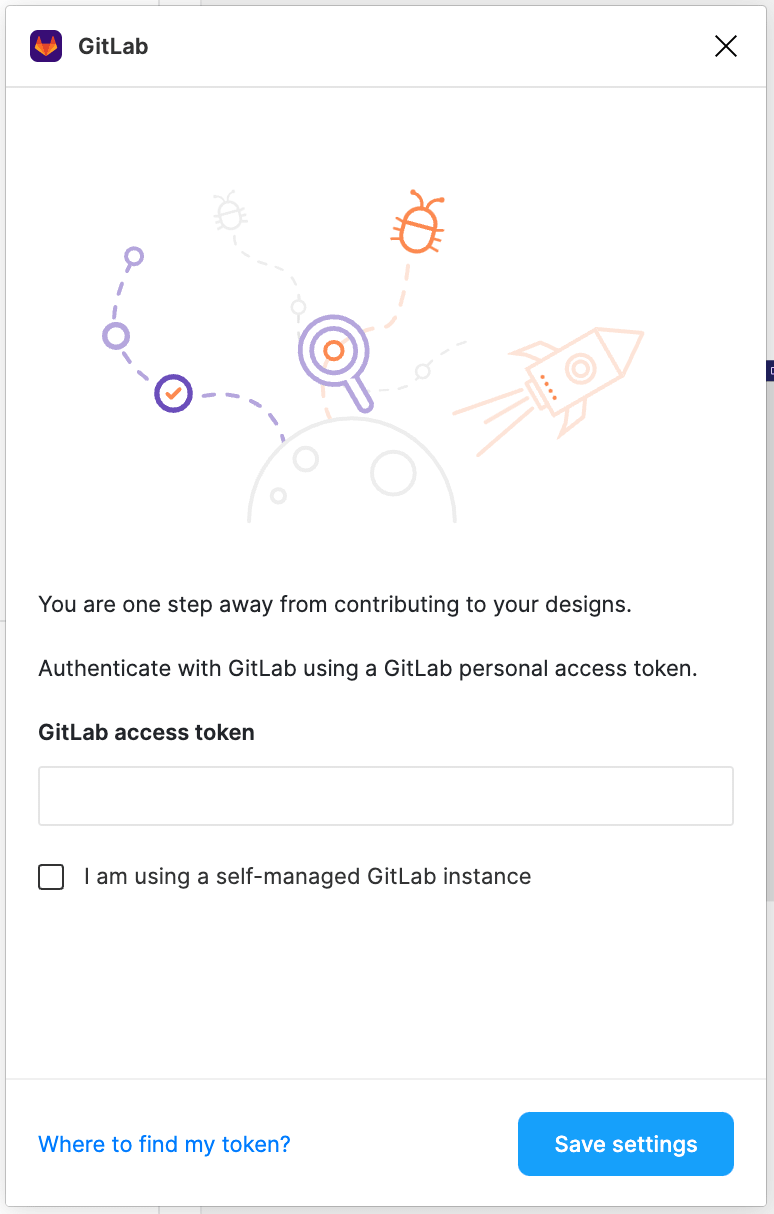 GitLab
You are one step away from contributing to your designs.
Authenticate with GitLab using a GitLab personal access token.
GitLab access token
I am using a self-managed GitLab instance
Where to find my token?
Save settings